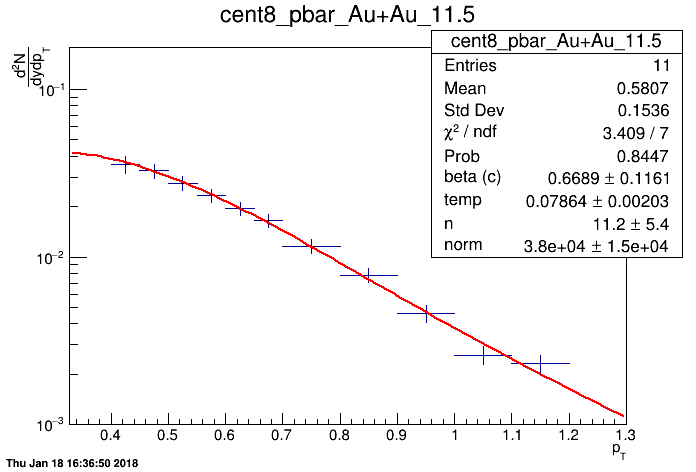 cent8_pbar_Au+Au_11.5
d²N
dydp_T
cent8_pbar_Au+Au_11.5
Entries 11
Mean 0.5807
Std Dev 0.1536
χ² / ndf 3.409 / 7
Prob 0.8447
beta (c) 0.6689 ± 0.1161
temp 0.07864 ± 0.00203
n 11.2 ± 5.4
norm 3.8e+04 ± 1.5e+04
10⁻¹
10⁻²
10⁻³
0.4 0.5 0.6 0.7 0.8 0.9 1 1.1 1.2 1.3
p_T
Thu Jan 18 16:36:50 2018